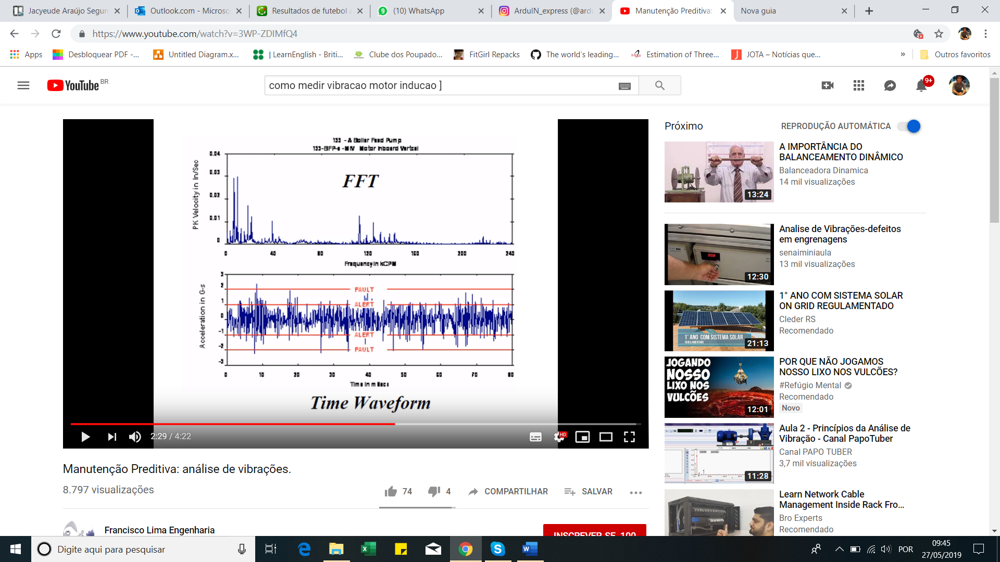 Jacyeude Araújo Segun
Outlook.com - Microso
Resultados de futebol a
(10) WhatsApp
ArduIN_express (@ardu
Manutenção Preditiva:
Nova guia
https://www.youtube.com/watch?v=3WP-ZDIMfQ4
Apps
Desbloquear PDF -...
Untitled Diagram.x...
| LearnEnglish - Briti...
Clube dos Poupado...
FitGirl Repacks
The world's leading...
Estimation of Three...
JOTA – Notícias que...
»
Outros favoritos
YouTube BR
como medir vibracao motor inducao ]
9+
133 - A Boiler Feed Pump
133-BFP-a -MIV Motor Inboard Vertical
PK Velocity in In/Sec
0.04
0.03
0.02
0.01
0
FFT
0 40 80 120 160 200 240
Frequency in kCPM
Acceleration in G-s
3
2
1
0
-1
-2
-3
FAULT
ALERT
ALERT
FAULT
0 10 20 30 40 50 60 70 80
Time in mSecs
Time Waveform
2:29 / 4:22
HD
Manutenção Preditiva: análise de vibrações.
8.797 visualizações
74
4
COMPARTILHAR
SALVAR
Francisco Lima Engenharia
INSCREVER-SE 100
Próximo
REPRODUÇÃO AUTOMÁTICA
13:24
A IMPORTÂNCIA DO
BALANCEAMENTO DINÂMICO
Balanceadora Dinamica
14 mil visualizações
12:30
Analise de Vibrações-defeitos
em engrenagens
senaiminiaula
13 mil visualizações
1° ANO COM SISTEMA SOLAR
REGULAMENTADO
21:13
1° ANO COM SISTEMA SOLAR
ON GRID REGULAMENTADO
Cleder RS
Recomendado
JOGANDO
NOSSO
LIXO NOS
VULCÕES
12:01
POR QUE NÃO JOGAMOS
NOSSO LIXO NOS VULCÕES?
#Refúgio Mental
Recomendado
Novo
11:28
Aula 2 - Princípios da Análise de
Vibração - Canal PapoTuber
Canal PAPO TUBER
3,7 mil visualizações
Learn Network Cable
Management Inside Rack Fro...
Bro Experts
Recomendado
Digite aqui para pesquisar
POR
09:45
27/05/2019